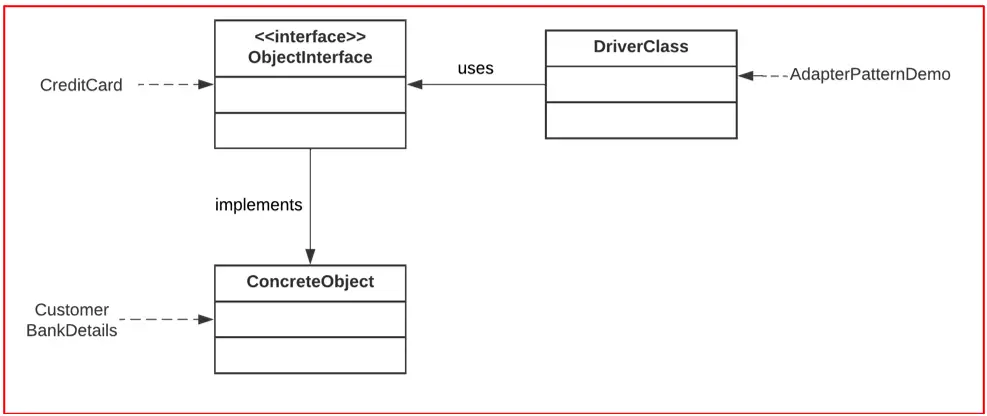 <<interface>>
ObjectInterface
DriverClass
uses
CreditCard
AdapterPatternDemo
implements
ConcreteObject
Customer
BankDetails